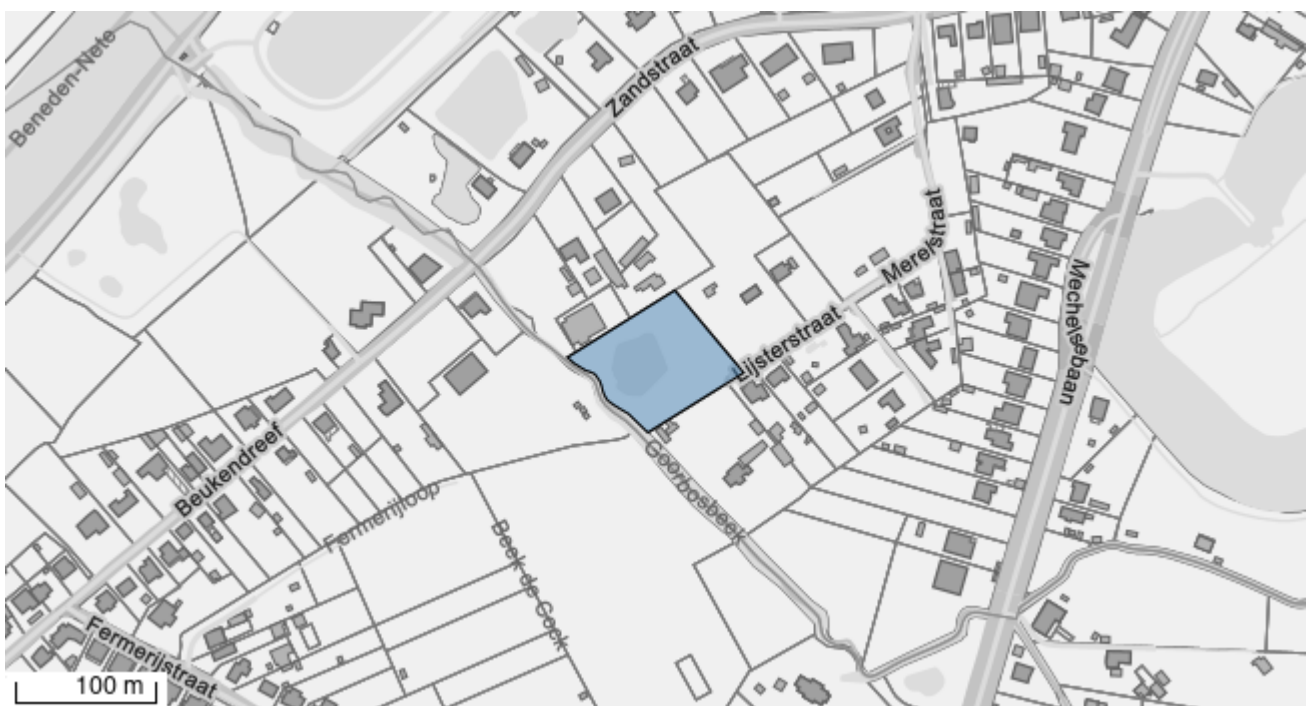 Beneden-Nete
Zandstraat
Merelstraat
Mechelsebaan
Lijsterstraat
Beukendreef
Goorbosbeek
Fermerijloop
Beek de Cock
Fermerijstraat
100 m